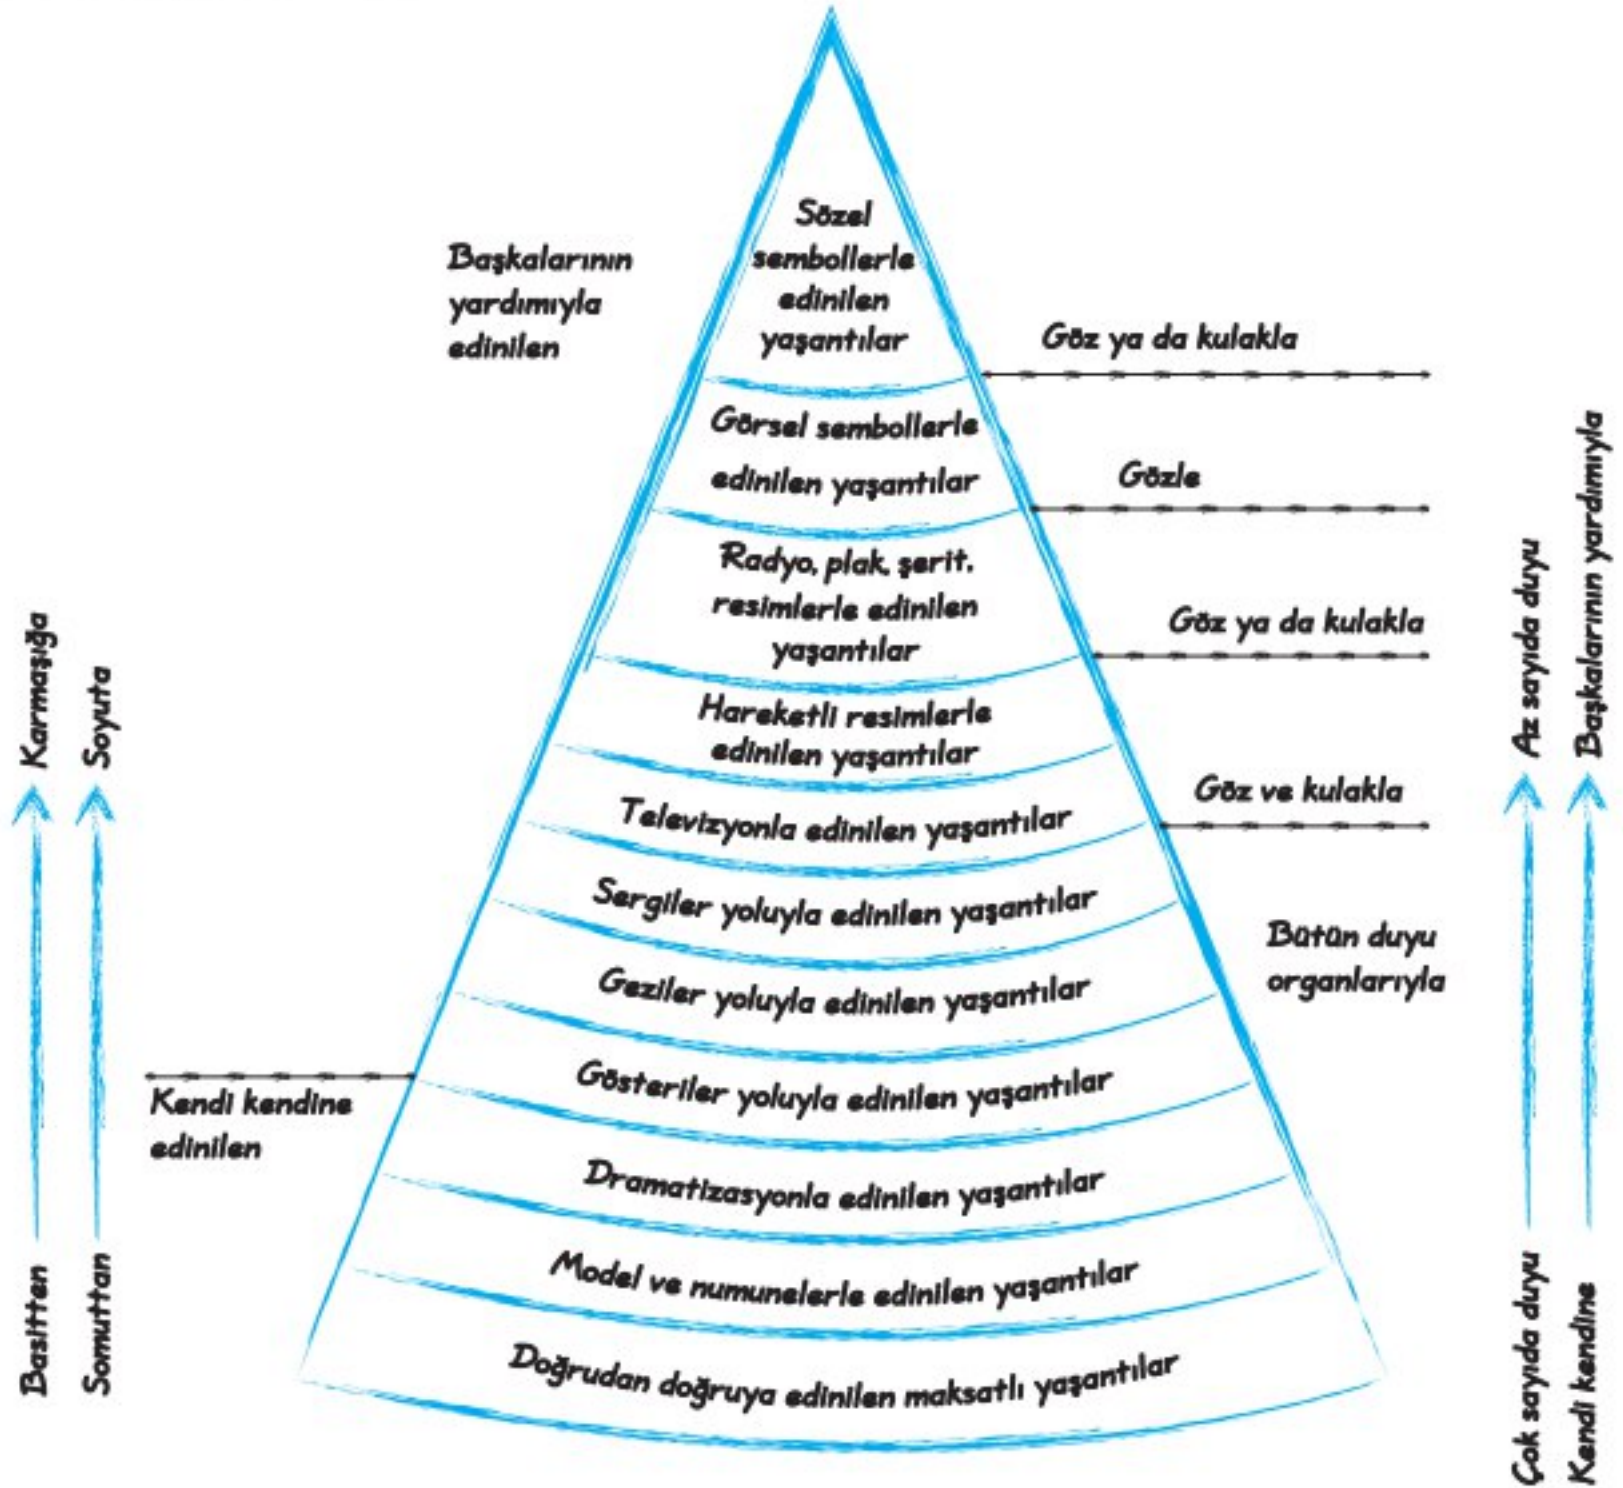 Sözel
sembollerle
edinilen
yaşantılar
Başkalarının
yardımıyla
edinilen
Göz ya da kulakla
Görsel sembollerle
edinilen yaşantılar
Gözle
Radyo, plak, şerit,
resimlerle edinilen
yaşantılar
Göz ya da kulakla
Hareketli resimlerle
edinilen yaşantılar
Göz ve kulakla
Televizyonla edinilen yaşantılar
Sergiler yoluyla edinilen yaşantılar
Bütün duyu
organlarıyla
Geziler yoluyla edinilen yaşantılar
Gösteriler yoluyla edinilen yaşantılar
Kendi kendine
edinilen
Dramatizasyonla edinilen yaşantılar
Model ve numunelerle edinilen yaşantılar
Doğrudan doğruya edinilen maksatlı yaşantılar
Basitten
Karmaşığa
Somuttan
Soyuta
Çok sayıda duyu
Az sayıda duyu
Kendi kendine
Başkalarının yardımıyla